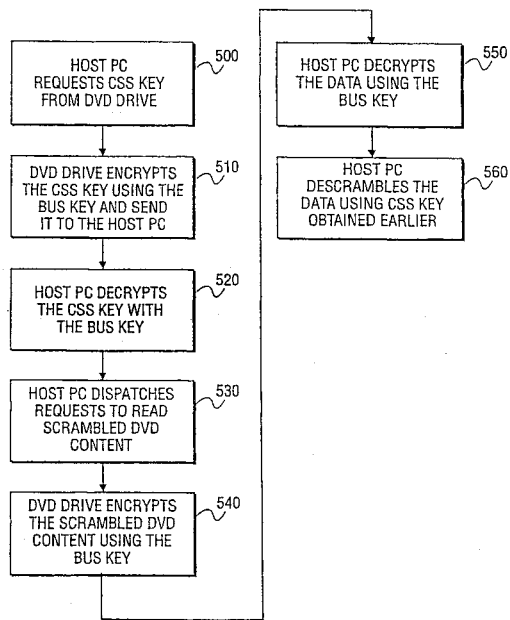 HOST PC
REQUESTS CSS KEY
FROM DVD DRIVE
500
DVD DRIVE ENCRYPTS
THE CSS KEY USING THE
BUS KEY AND SEND
IT TO THE HOST PC
510
HOST PC DECRYPTS
THE CSS KEY WITH
THE BUS KEY
520
HOST PC DISPATCHES
REQUESTS TO READ
SCRAMBLED DVD
CONTENT
530
DVD DRIVE ENCRYPTS
THE SCRAMBLED DVD
CONTENT USING THE
BUS KEY
540
HOST PC DECRYPTS
THE DATA USING THE
BUS KEY
550
HOST PC
DESCRAMBLES THE
DATA USING CSS KEY
OBTAINED EARLIER
560